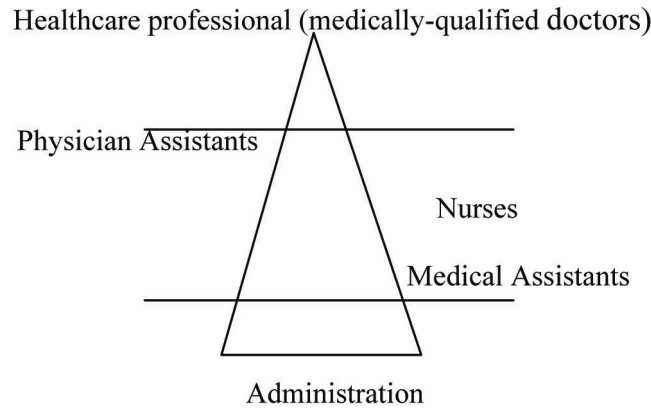 Healthcare professional (medically-qualified doctors)
Physician Assistants
Nurses
Medical Assistants
Administration